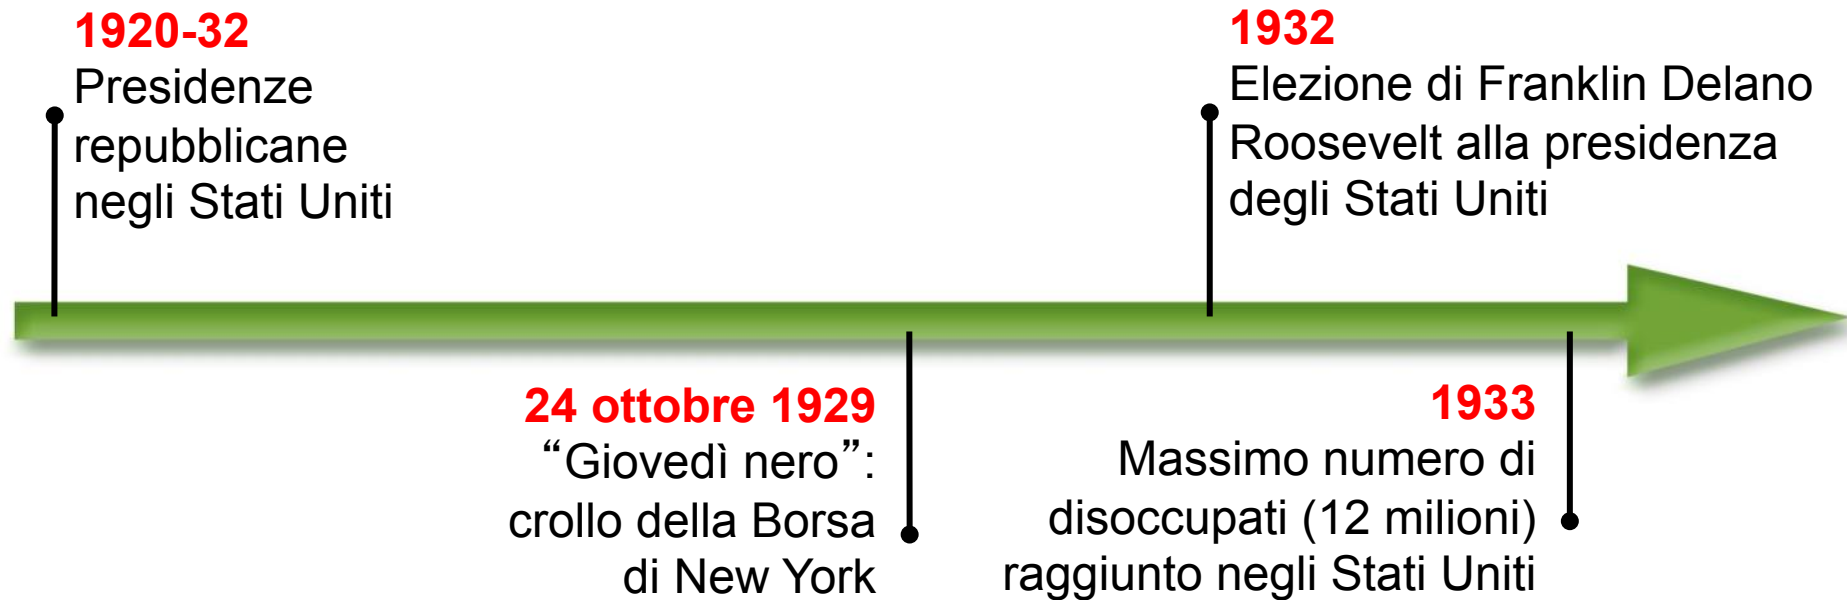 1920-32
Presidenze
repubblicane
negli Stati Uniti
1932
Elezione di Franklin Delano
Roosevelt alla presidenza
degli Stati Uniti
24 ottobre 1929
“Giovedì nero”:
crollo della Borsa
di New York
1933
Massimo numero di
disoccupati (12 milioni)
raggiunto negli Stati Uniti